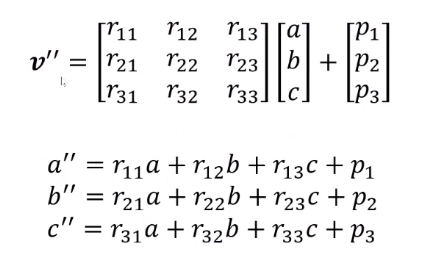 v'' = [r₁₁ r₁₂ r₁₃; r₂₁ r₂₂ r₂₃; r₃₁ r₃₂ r₃₃] [a; b; c] + [p₁; p₂; p₃]
a'' = r₁₁a + r₁₂b + r₁₃c + p₁
b'' = r₂₁a + r₂₂b + r₂₃c + p₂
c'' = r₃₁a + r₃₂b + r₃₃c + p₃